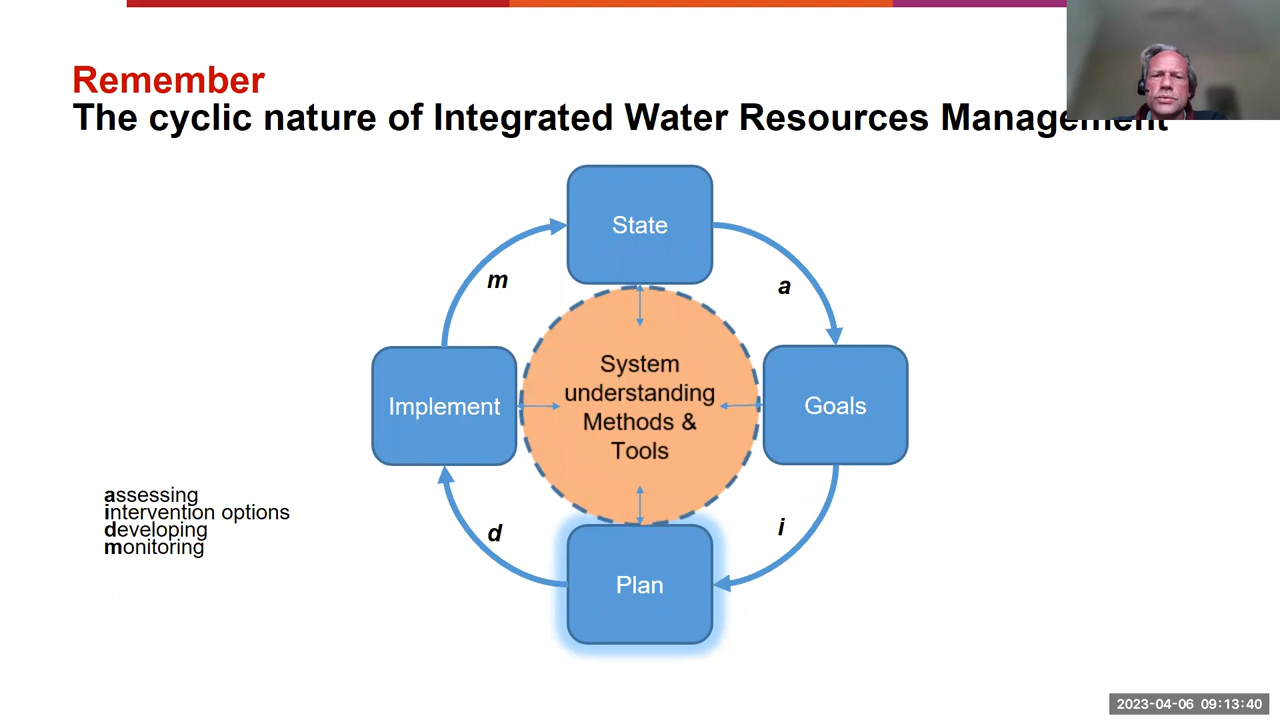 Remember
The cyclic nature of Integrated Water Resources Management
State
m
a
System
understanding
Methods &
Tools
Implement
Goals
assessing
intervention options
developing
monitoring
d
i
Plan
2023-04-06 09:13:40